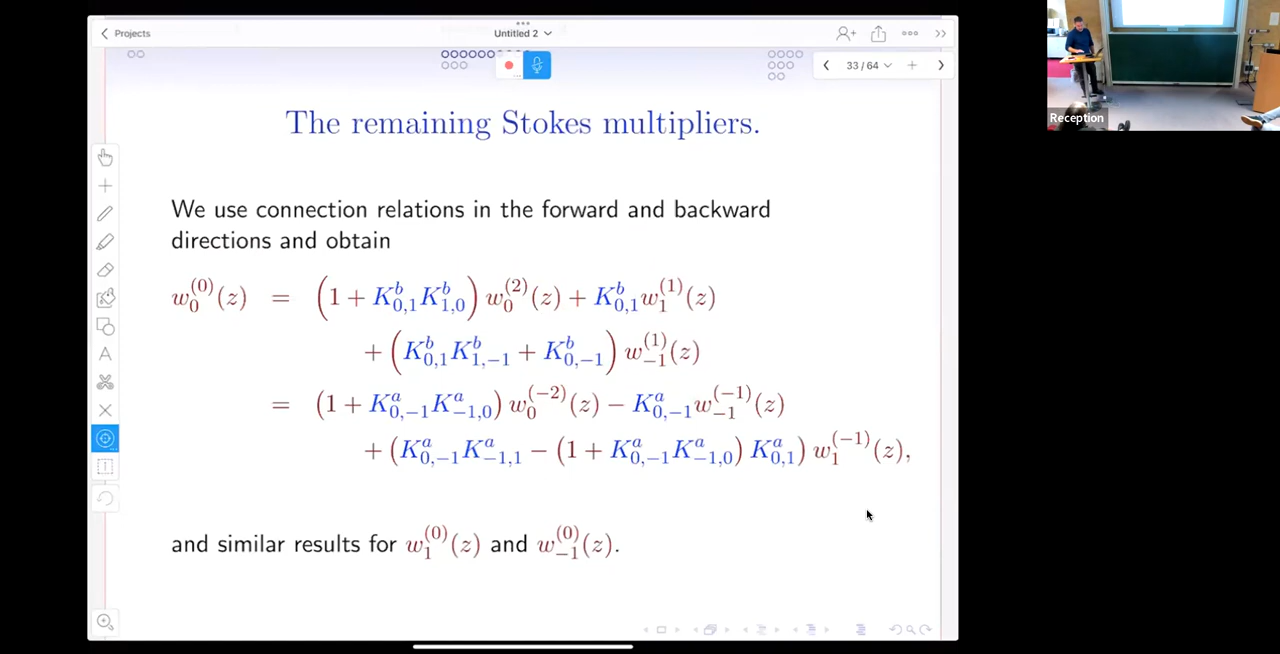 Projects
Untitled 2
33 / 64
The remaining Stokes multipliers.
We use connection relations in the forward and backward
directions and obtain
w_0^{(0)}(z) = (1 + K^b_{0,1} K^b_{1,0}) w_0^{(2)}(z) + K^b_{0,1} w_1^{(1)}(z)
+ (K^b_{0,1} K^b_{1,-1} + K^b_{0,-1}) w_{-1}^{(1)}(z)
= (1 + K^a_{0,-1} K^a_{-1,0}) w_0^{(-2)}(z) − K^a_{0,-1} w_{-1}^{(-1)}(z)
+ (K^a_{0,-1} K^a_{-1,1} − (1 + K^a_{0,-1} K^a_{-1,0}) K^a_{0,1}) w_1^{(-1)}(z),
and similar results for w_1^{(0)}(z) and w_{-1}^{(0)}(z).
Reception